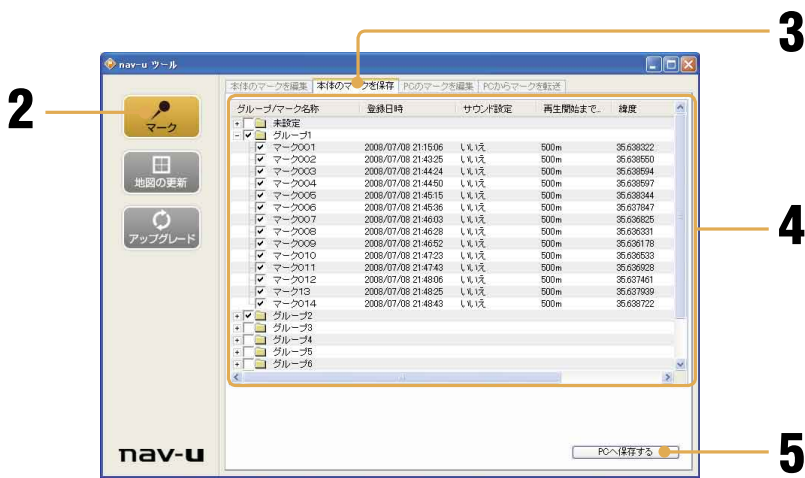 3
nav-u ツール
本体のマークを編集 本体のマークを保存 PCのマークを編集 PCからマークを転送
2
マーク
地図の更新
アップグレード
グループ/マーク名称 登録日時 サウンド設定 再生開始まで... 緯度
未設定
グループ1
マーク001 2008/07/08 21:15:06 いいえ 500m 35.638322
マーク002 2008/07/08 21:43:25 いいえ 500m 35.638550
マーク003 2008/07/08 21:44:24 いいえ 500m 35.638594
マーク004 2008/07/08 21:44:50 いいえ 500m 35.638597
マーク005 2008/07/08 21:45:15 いいえ 500m 35.638344
マーク006 2008/07/08 21:45:36 いいえ 500m 35.637847
マーク007 2008/07/08 21:46:03 いいえ 500m 35.636825
マーク008 2008/07/08 21:46:28 いいえ 500m 35.636331
マーク009 2008/07/08 21:46:52 いいえ 500m 35.636178
マーク010 2008/07/08 21:47:23 いいえ 500m 35.636533
マーク011 2008/07/08 21:47:43 いいえ 500m 35.636928
マーク012 2008/07/08 21:48:06 いいえ 500m 35.637461
マーク13 2008/07/08 21:48:25 いいえ 500m 35.637939
マーク014 2008/07/08 21:48:43 いいえ 500m 35.638722
グループ2
グループ3
グループ4
グループ5
グループ6
4
nav-u
PCへ保存する
5